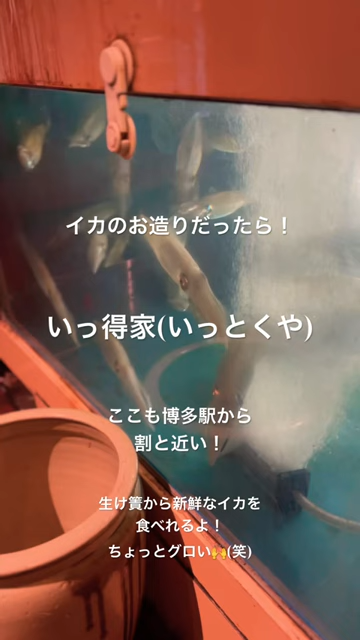 イカのお造りだったら！
いっ得家(いっとくや)
ここも博多駅から
割と近い！
生け簀から新鮮なイカを
食べれるよ！
ちょっとグロい🙌(笑)